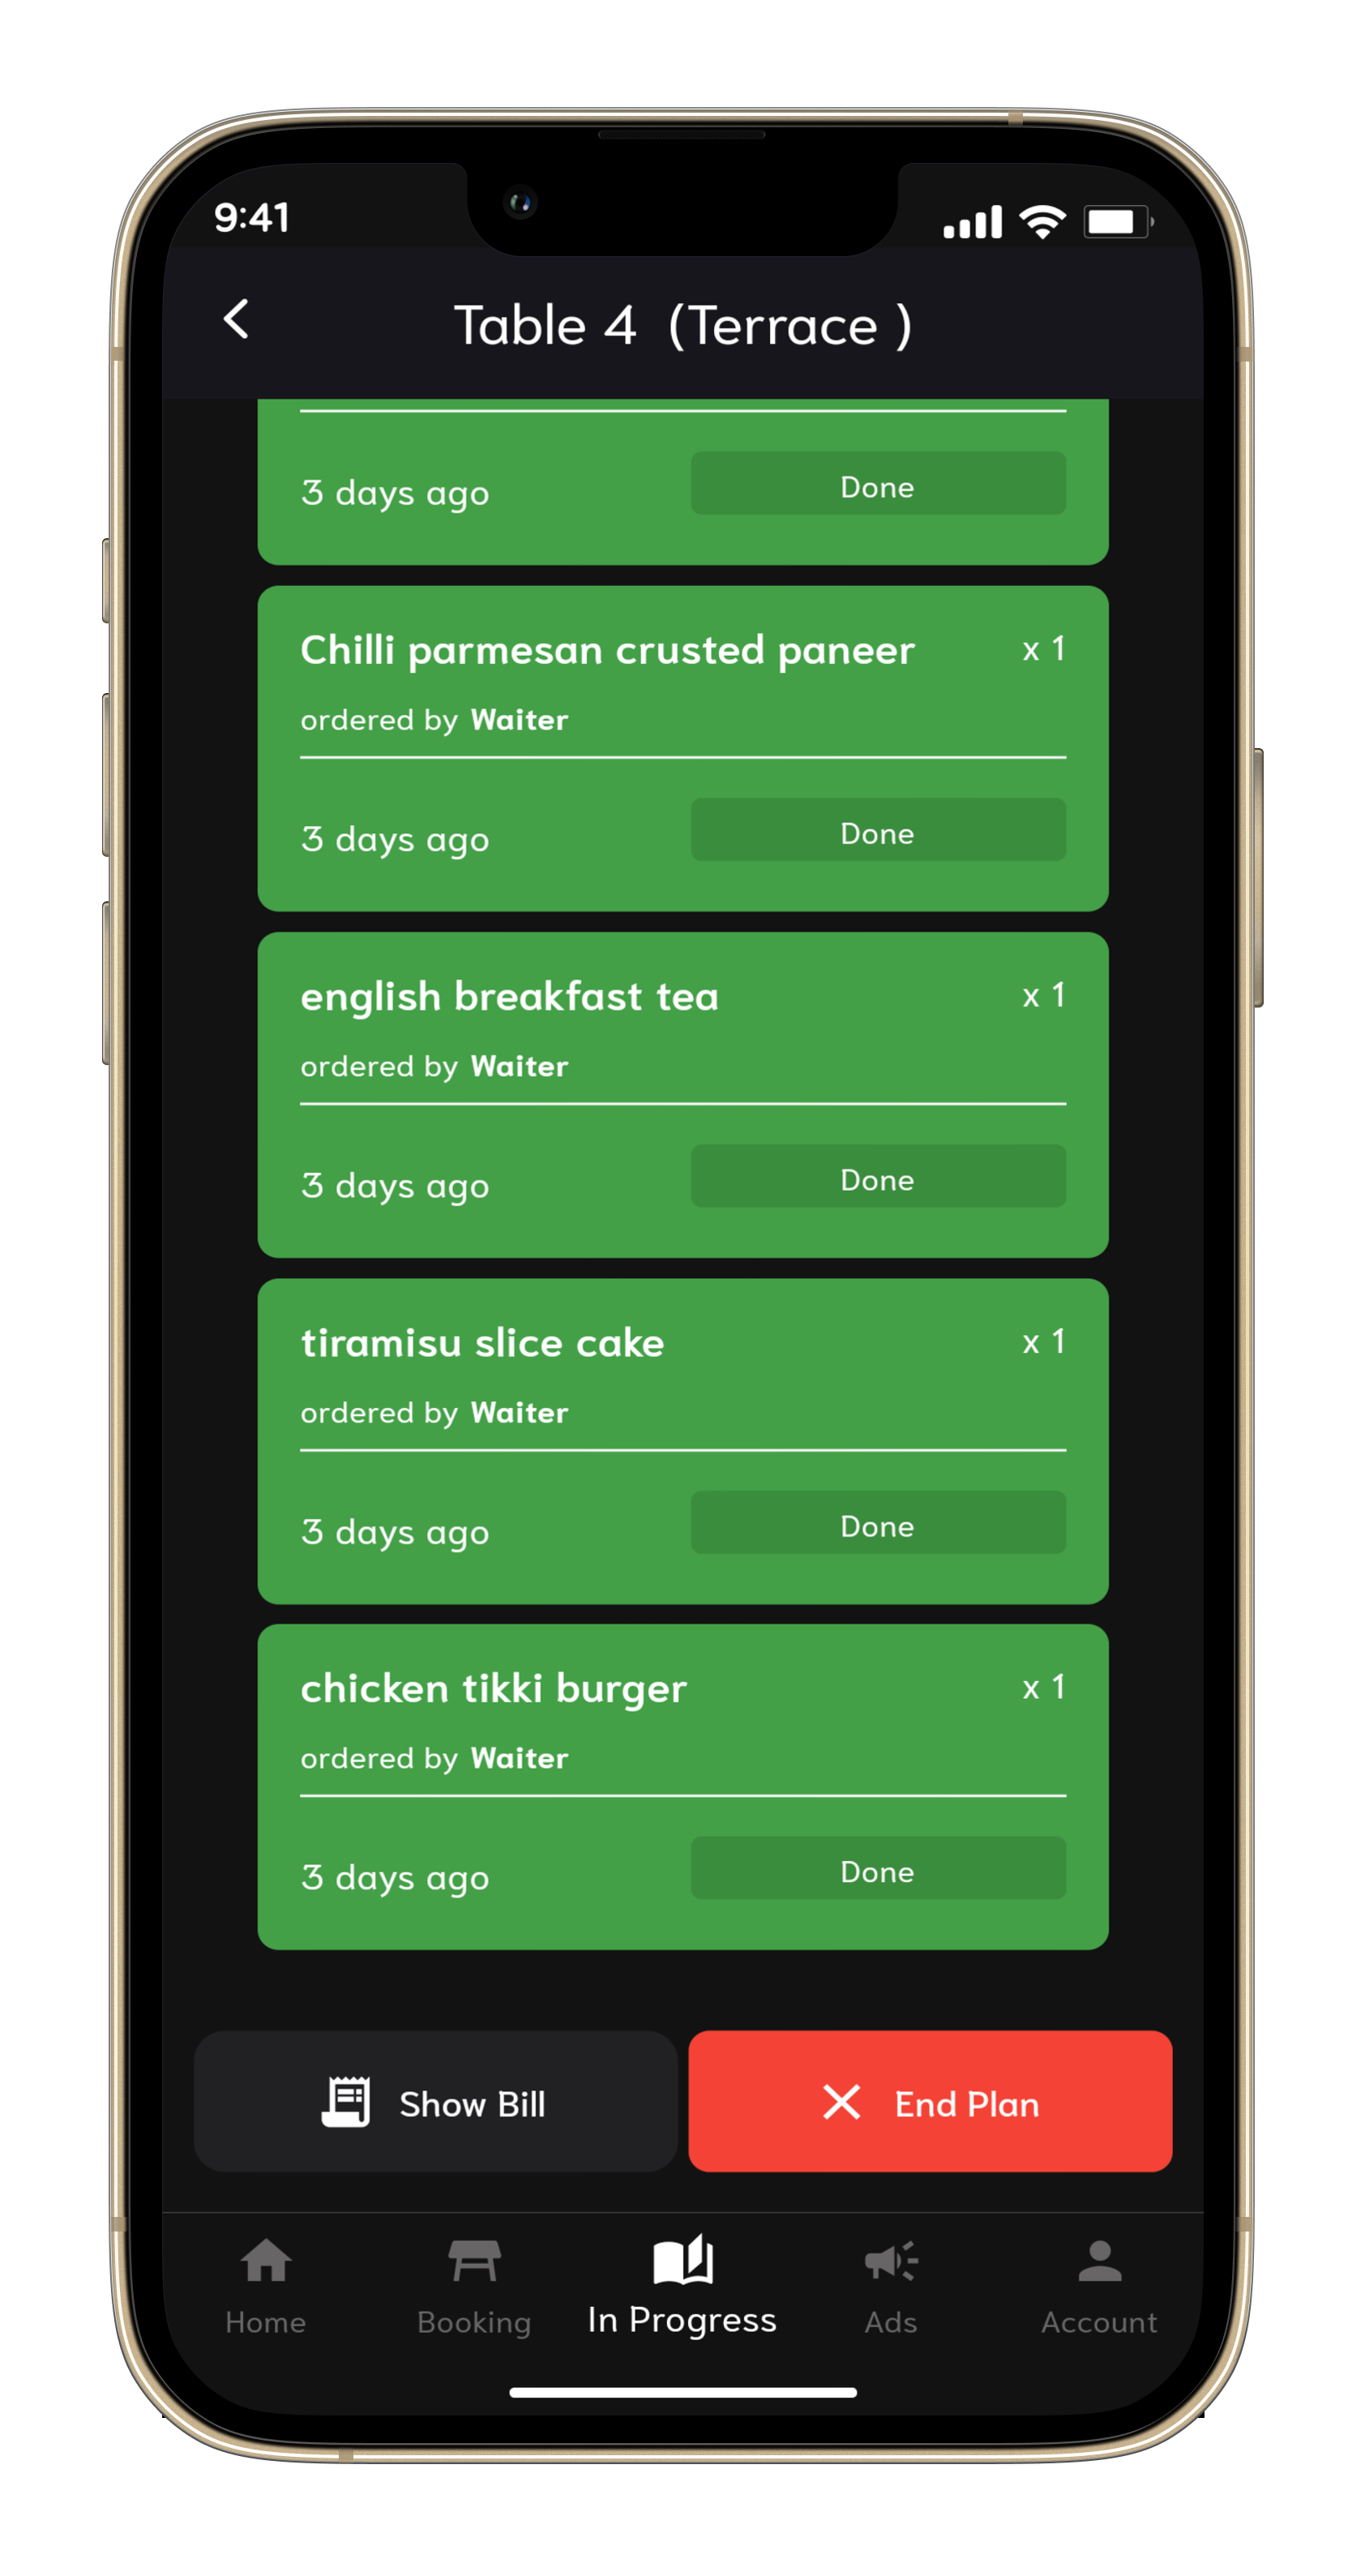 9:41
Table 4 (Terrace )
3 days ago Done
Chilli parmesan crusted paneer x 1
ordered by Waiter
3 days ago Done
english breakfast tea x 1
ordered by Waiter
3 days ago Done
tiramisu slice cake x 1
ordered by Waiter
3 days ago Done
chicken tikki burger x 1
ordered by Waiter
3 days ago Done
Show Bill End Plan
Home Booking In Progress Ads Account